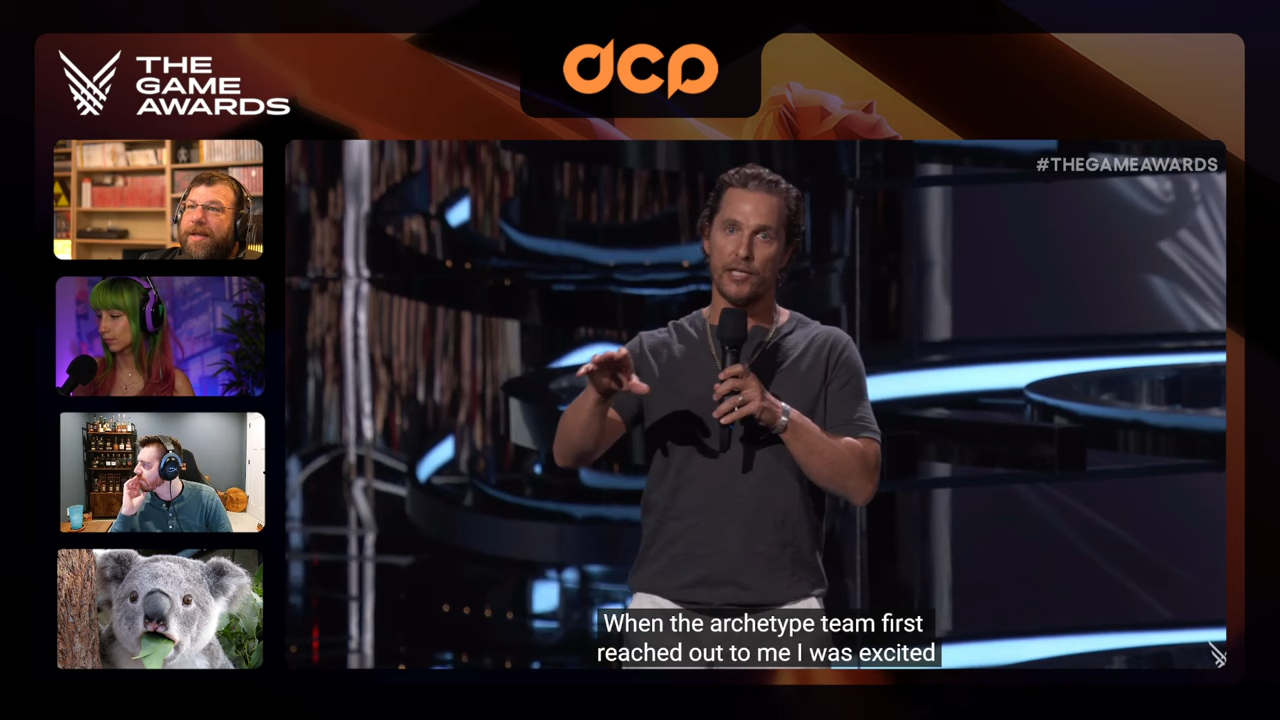 THE
GAME
AWARDS
dcp
#THEGAMEAWARDS
When the archetype team first
reached out to me I was excited